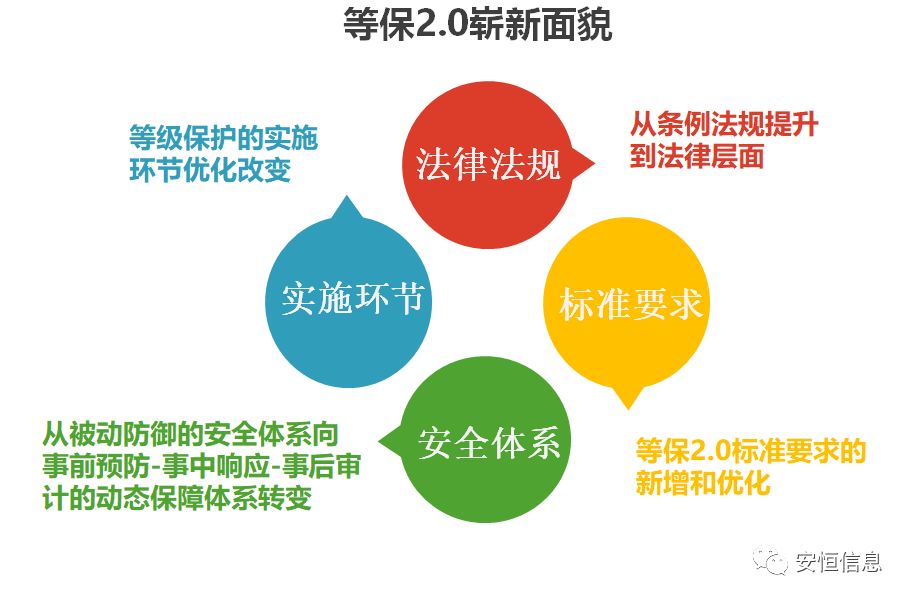 等保2.0崭新面貌
等级保护的实施
环节优化改变
法律法规
从条例法规提升
到法律层面
实施环节
标准要求
从被动防御的安全体系向
事前预防-事中响应-事后审
计的动态保障体系转变
安全体系
等保2.0标准要求的
新增和优化
安恒信息